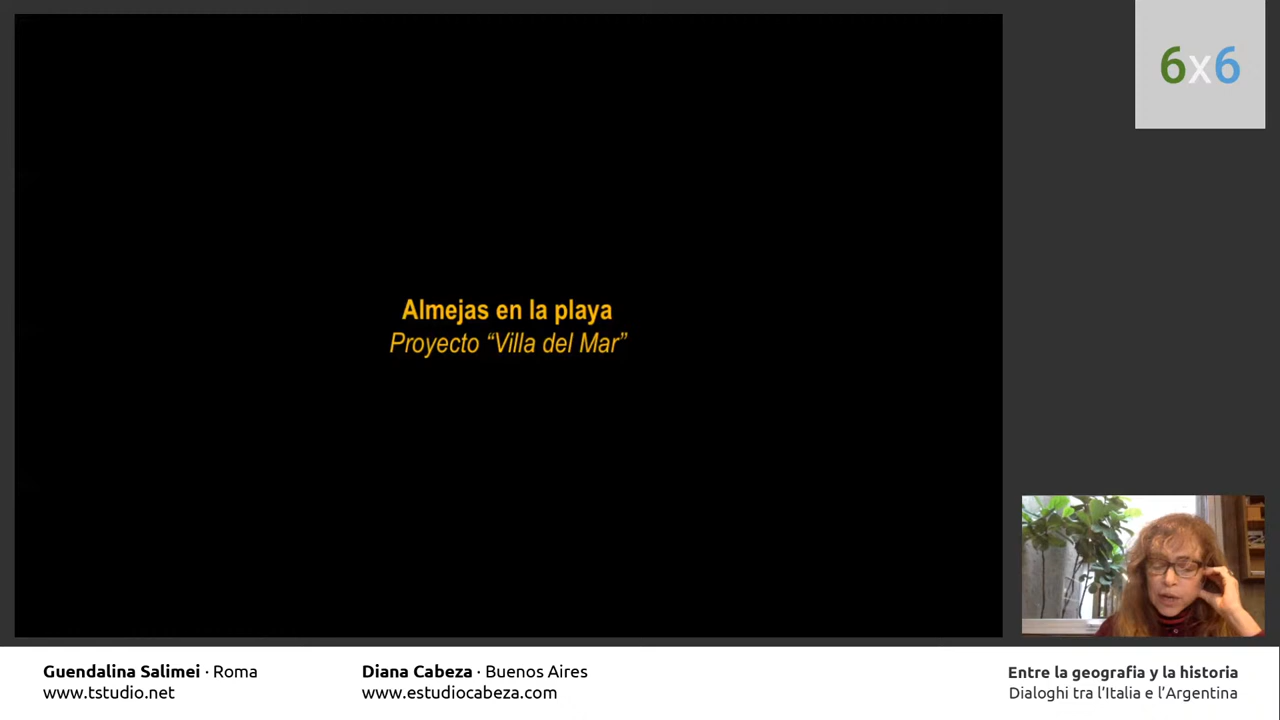 6x6
Almejas en la playa
Proyecto “Villa del Mar”
Guendalina Salimei · Roma
www.tstudio.net
Diana Cabeza · Buenos Aires
www.estudiocabeza.com
Entre la geografia y la historia
Dialoghi tra l’Italia e l’Argentina